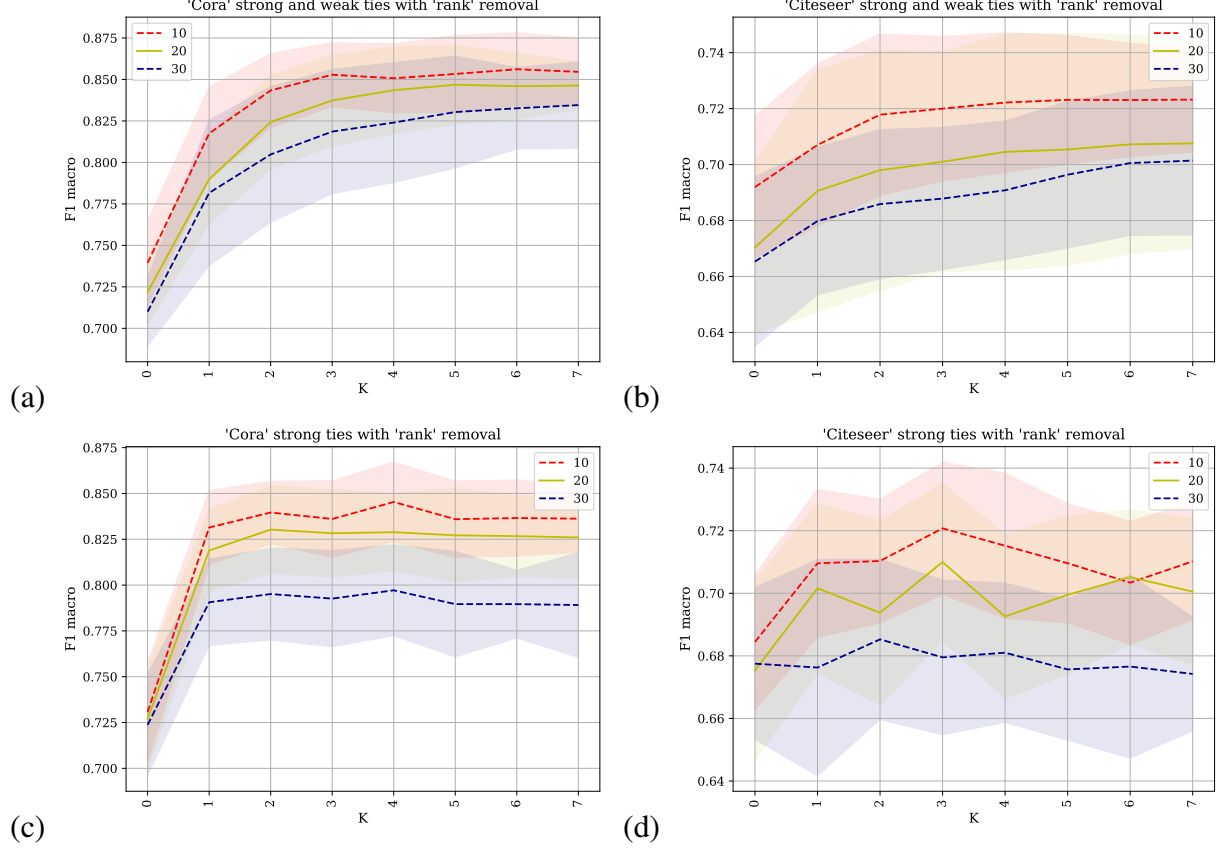 'Cora' strong and weak ties with 'rank' removal
0.875
0.850
0.825
0.800
0.775
0.750
0.725
0.700
F1 macro
10
20
30
0 1 2 3 4 5 6 7
K
(a)
'Citeseer' strong and weak ties with 'rank' removal
0.74
0.72
0.70
0.68
0.66
0.64
F1 macro
10
20
30
0 1 2 3 4 5 6 7
K
(b)
'Cora' strong ties with 'rank' removal
0.875
0.850
0.825
0.800
0.775
0.750
0.725
0.700
F1 macro
10
20
30
0 1 2 3 4 5 6 7
K
(c)
'Citeseer' strong ties with 'rank' removal
0.74
0.72
0.70
0.68
0.66
0.64
F1 macro
10
20
30
0 1 2 3 4 5 6 7
K
(d)